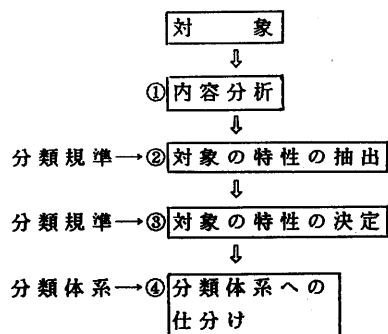 対象
⇩
①内容分析
⇩
分類規準→②対象の特性の抽出
⇩
分類規準→③対象の特性の決定
⇩
分類体系→④分類体系への
仕分け